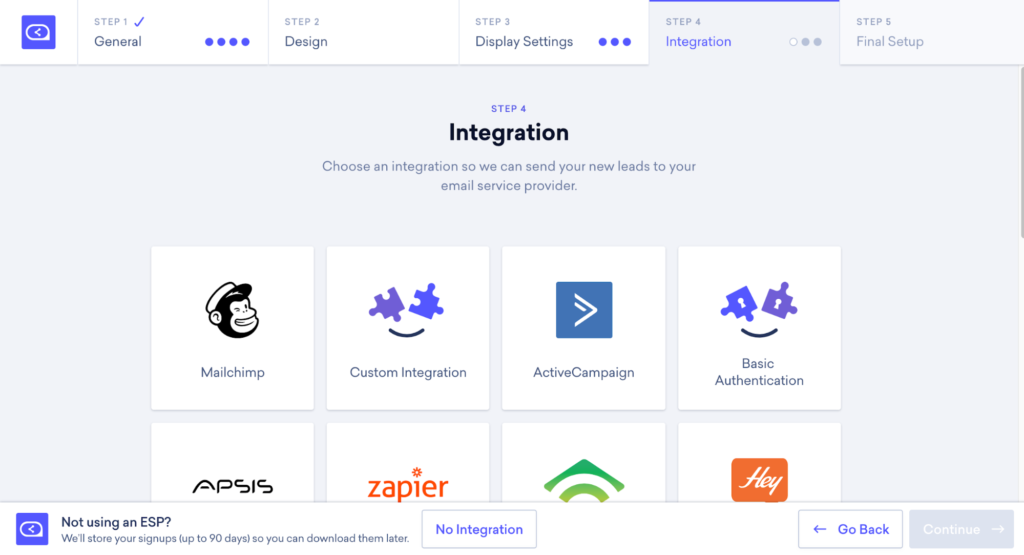 STEP 1
General
STEP 2
Design
STEP 3
Display Settings
STEP 4
Integration
STEP 5
Final Setup
STEP 4
Integration
Choose an integration so we can send your new leads to your
email service provider.
Mailchimp
Custom Integration
ActiveCampaign
Basic
Authentication
APSIS
zapier
Hey
Not using an ESP?
We'll store your signups (up to 90 days) so you can download them later.
No Integration
Go Back
Continue